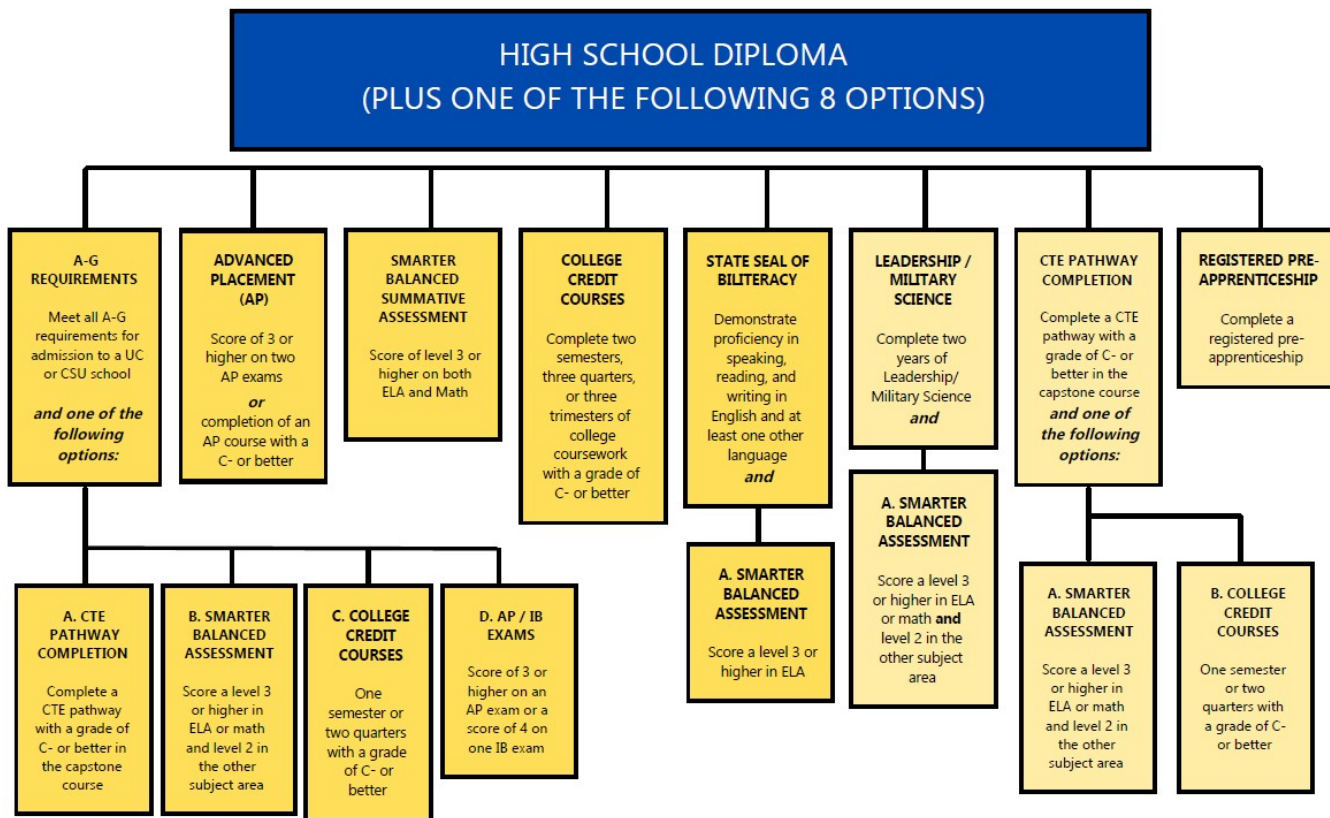 HIGH SCHOOL DIPLOMA
(PLUS ONE OF THE FOLLOWING 8 OPTIONS)
A-G
REQUIREMENTS
Meet all A-G
requirements for
admission to a UC
or CSU school
and one of the
following
options:
ADVANCED
PLACEMENT
(AP)
Score of 3 or
higher on two
AP exams
or
completion of an
AP course with a
C- or better
SMARTER
BALANCED
SUMMATIVE
ASSESSMENT
Score of level 3 or
higher on both
ELA and Math
COLLEGE
CREDIT
COURSES
Complete two
semesters,
three quarters,
or three
trimesters of
college
coursework
with a grade of
C- or better
STATE SEAL OF
BILITERACY
Demonstrate
proficiency in
speaking,
reading, and
writing in
English and at
least one other
language
and
LEADERSHIP /
MILITARY
SCIENCE
Complete two
years of
Leadership/
Military Science
and
CTE PATHWAY
COMPLETION
Complete a CTE
pathway with a
grade of C- or
better in the
capstone course
and one of
the following
options:
REGISTERED PRE-
APPRENTICESHIP
Complete a
registered pre-
apprenticeship
A. CTE
PATHWAY
COMPLETION
Complete a
CTE pathway
with a grade of
C- or better in
the capstone
course
B. SMARTER
BALANCED
ASSESSMENT
Score a level 3
or higher in
ELA or math
and level 2 in
the other
subject area
C. COLLEGE
CREDIT
COURSES
One
semester or
two quarters
with a grade
of C- or
better
D. AP / IB
EXAMS
Score of 3 or
higher on an
AP exam or a
score of 4 on
one IB exam
A. SMARTER
BALANCED
ASSESSMENT
Score a level 3 or
higher in ELA
A. SMARTER
BALANCED
ASSESSMENT
Score a level 3
or higher in ELA
or math and
level 2 in the
other subject
area
A. SMARTER
BALANCED
ASSESSMENT
Score a level 3
or higher in
ELA or math
and level 2 in
the other
subject area
B. COLLEGE
CREDIT
COURSES
One semester
or two
quarters with
a grade of C-
or better